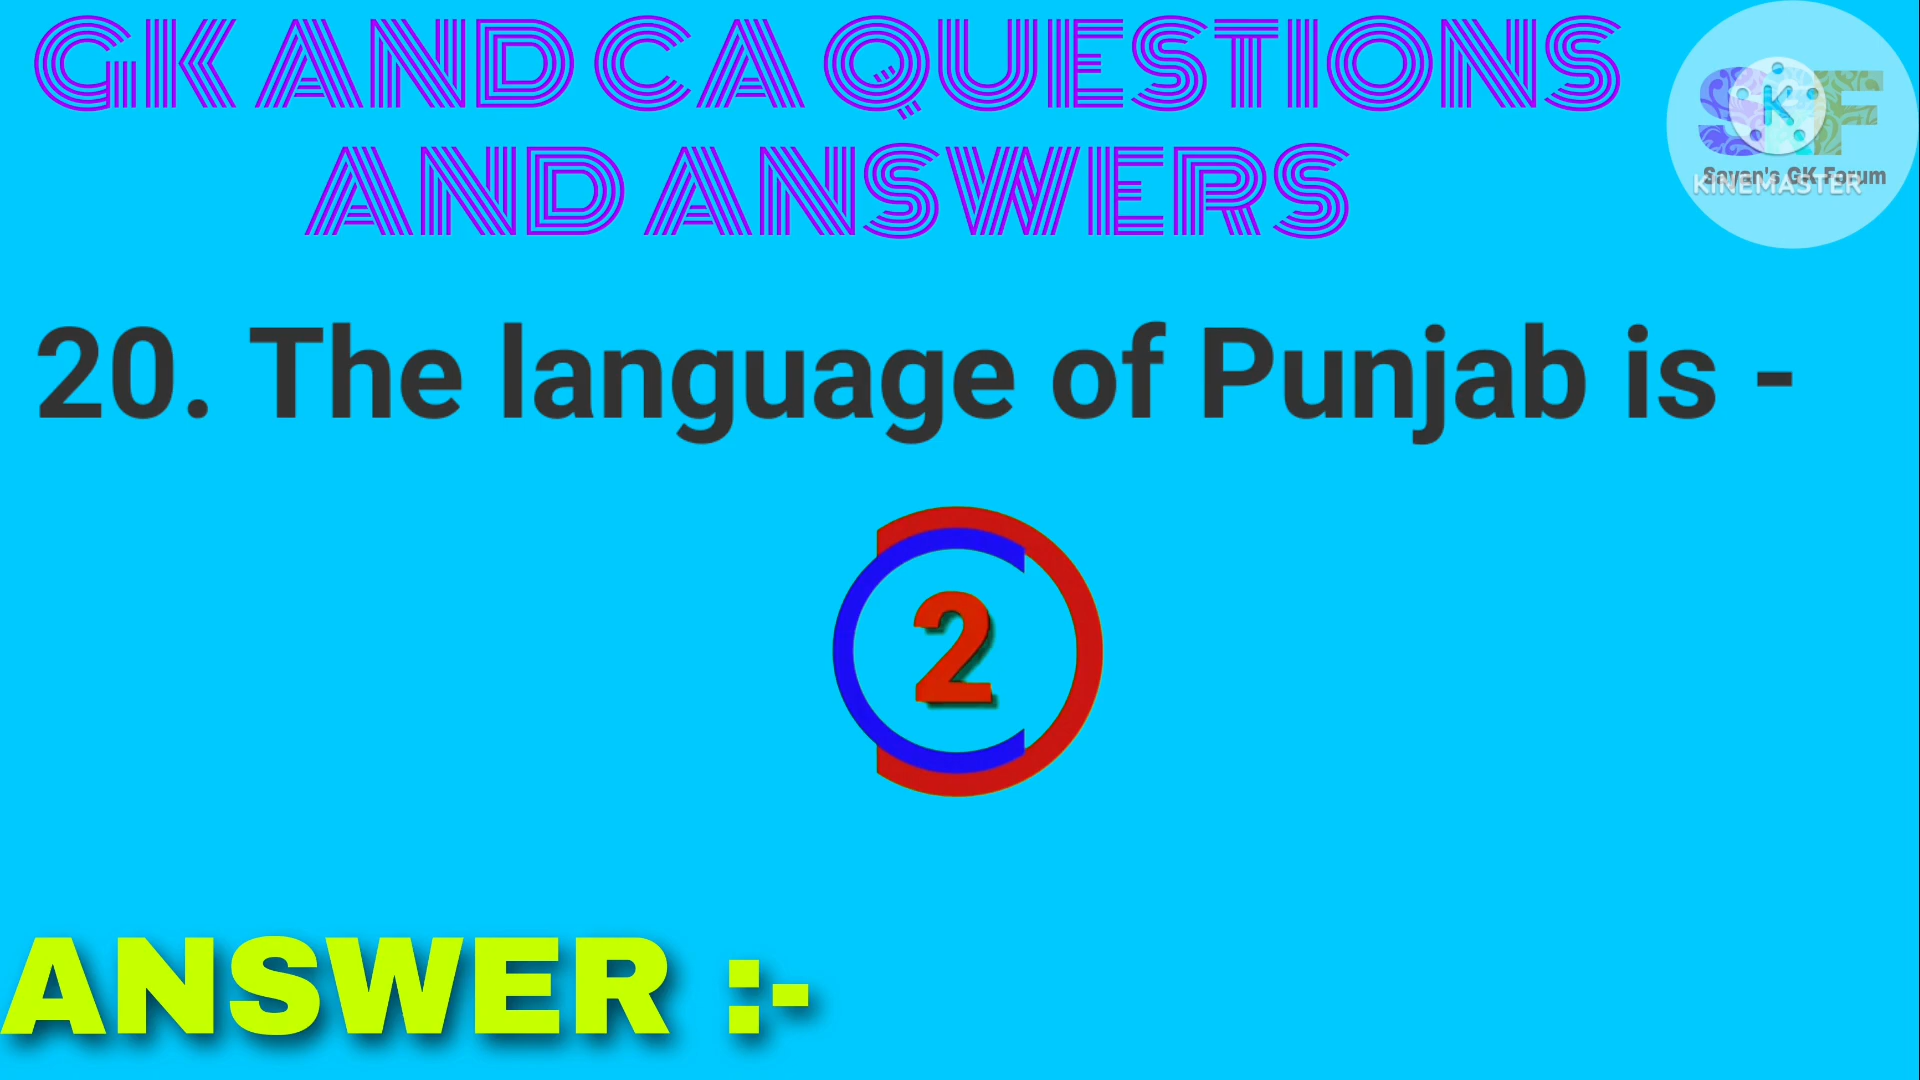 GK AND CA QUESTIONS
AND ANSWERS
K
Sayan's GK Forum
KINEMASTER
20. The language of Punjab is -
2
ANSWER :-